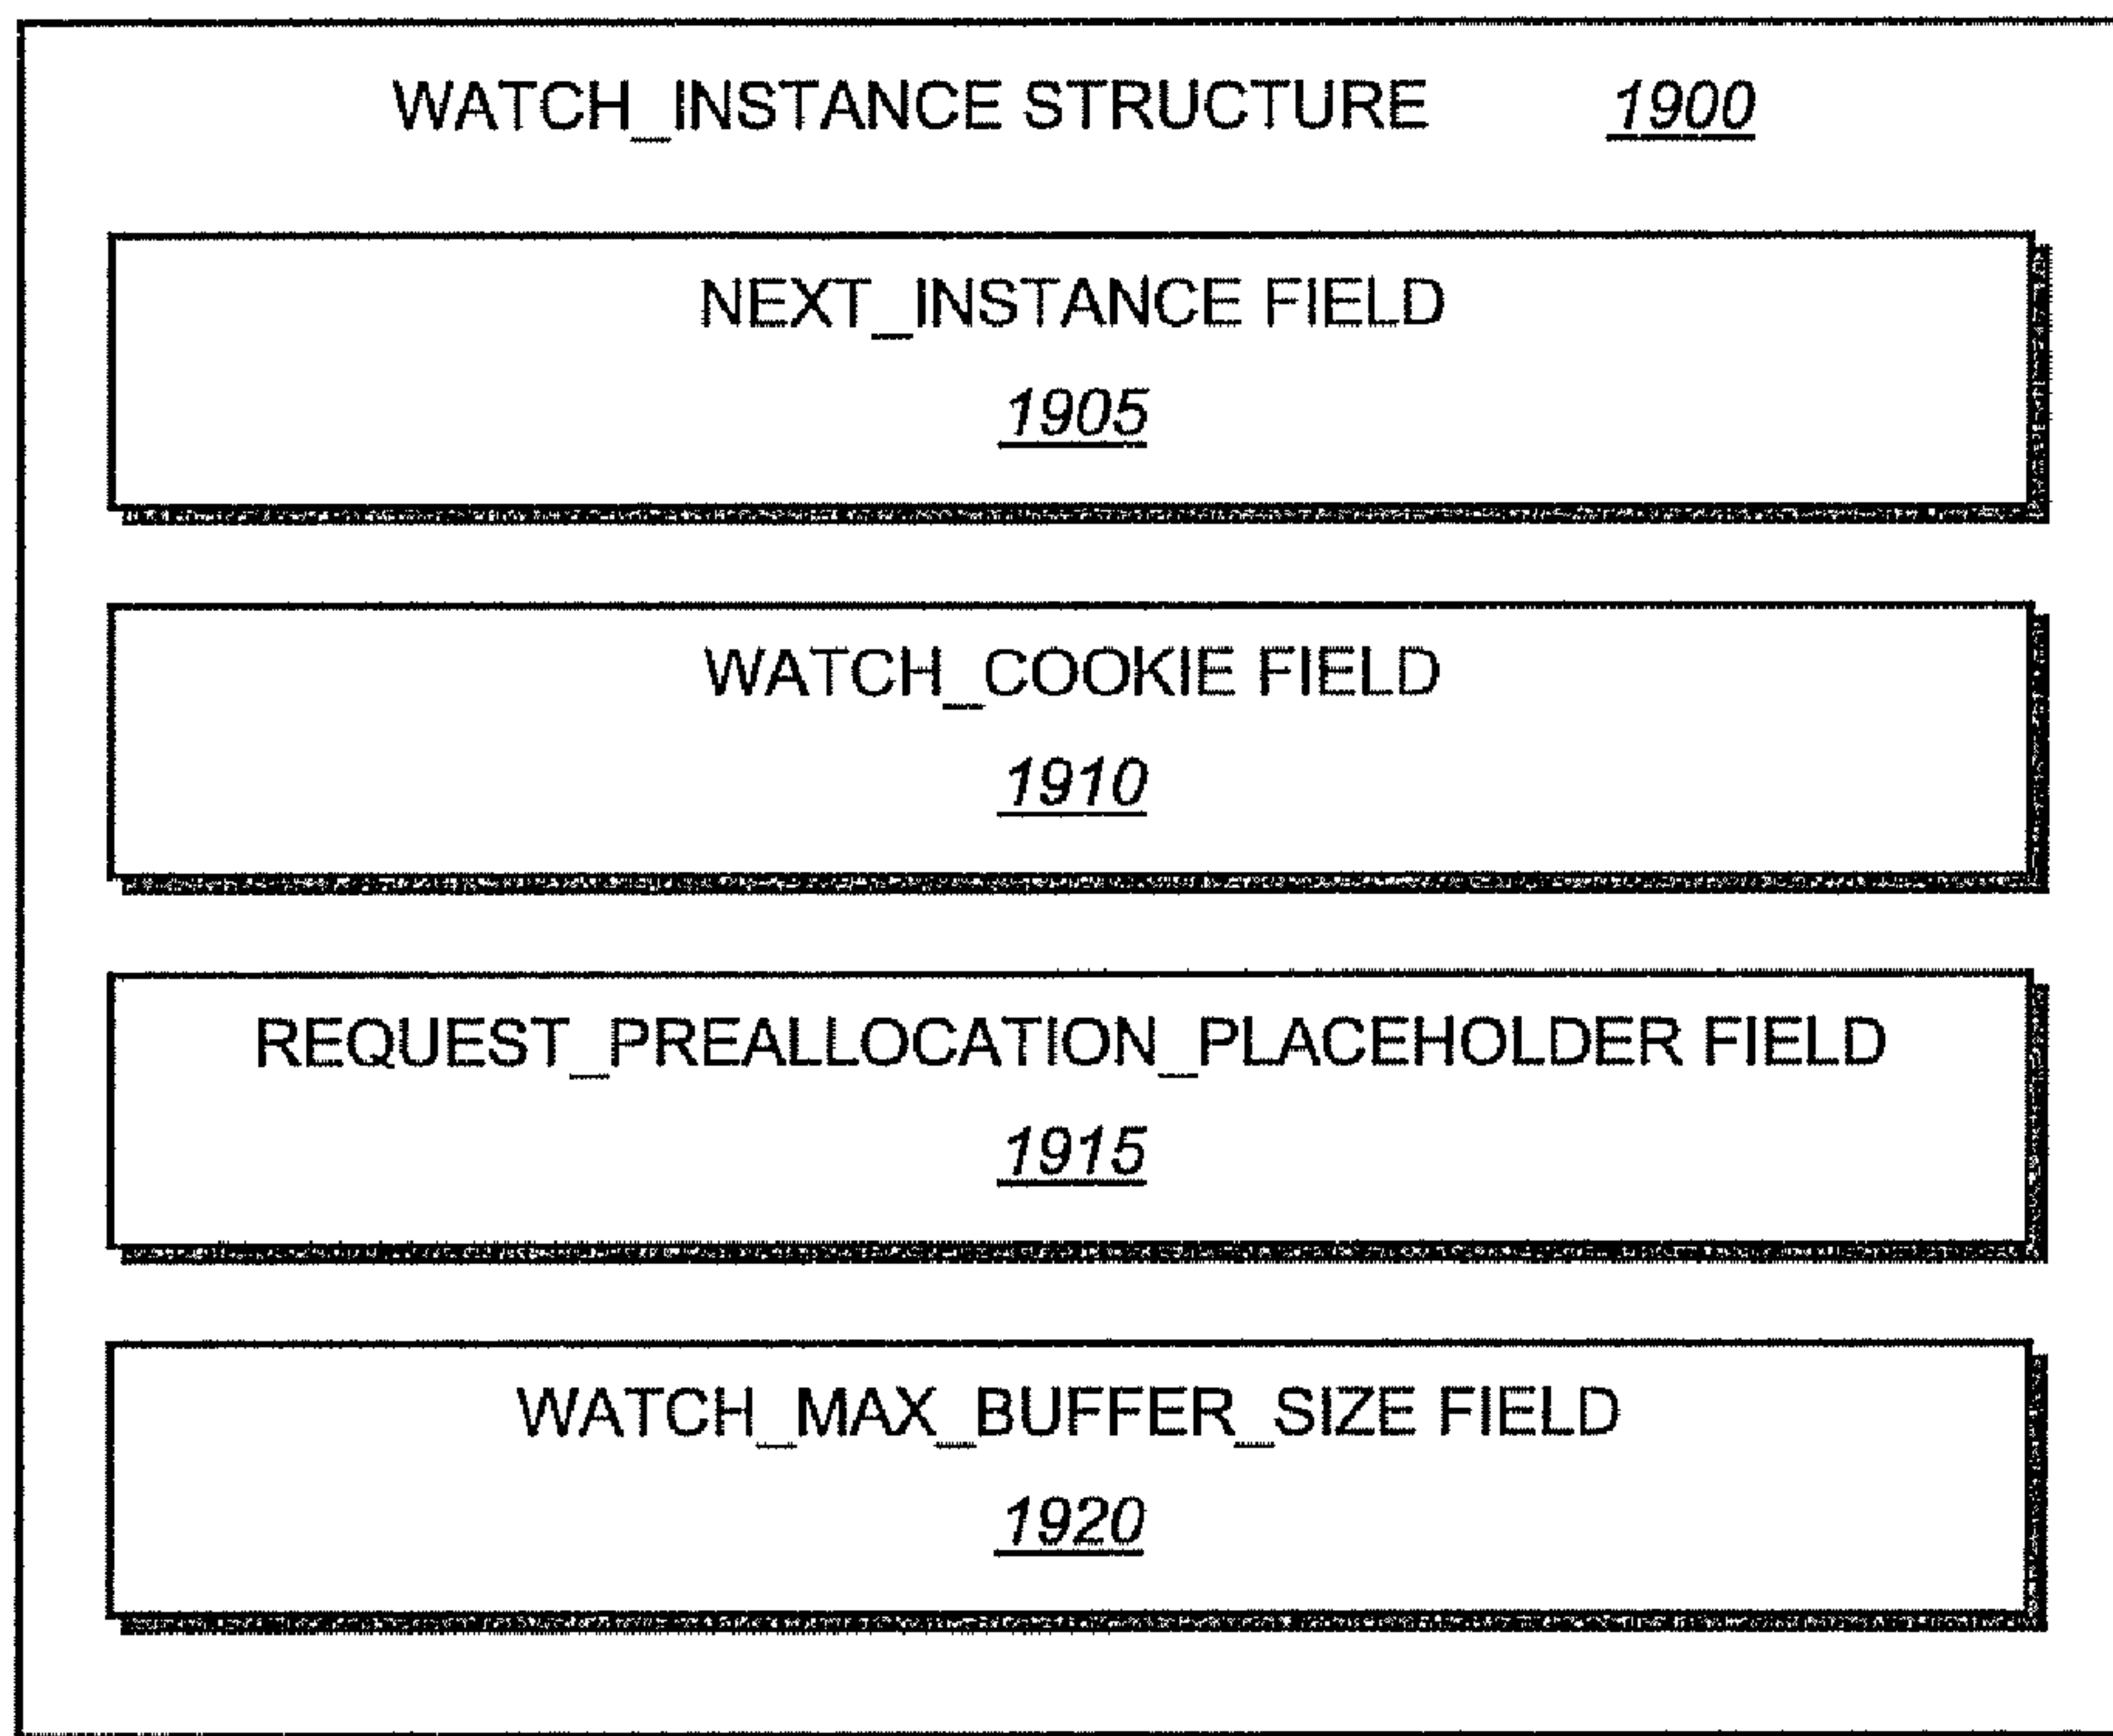 WATCH_INSTANCE STRUCTURE 1900
NEXT_INSTANCE FIELD
1905
WATCH_COOKIE FIELD
1910
REQUEST_PREALLOCATION_PLACEHOLDER FIELD
1915
WATCH_MAX_BUFFER_SIZE FIELD
1920